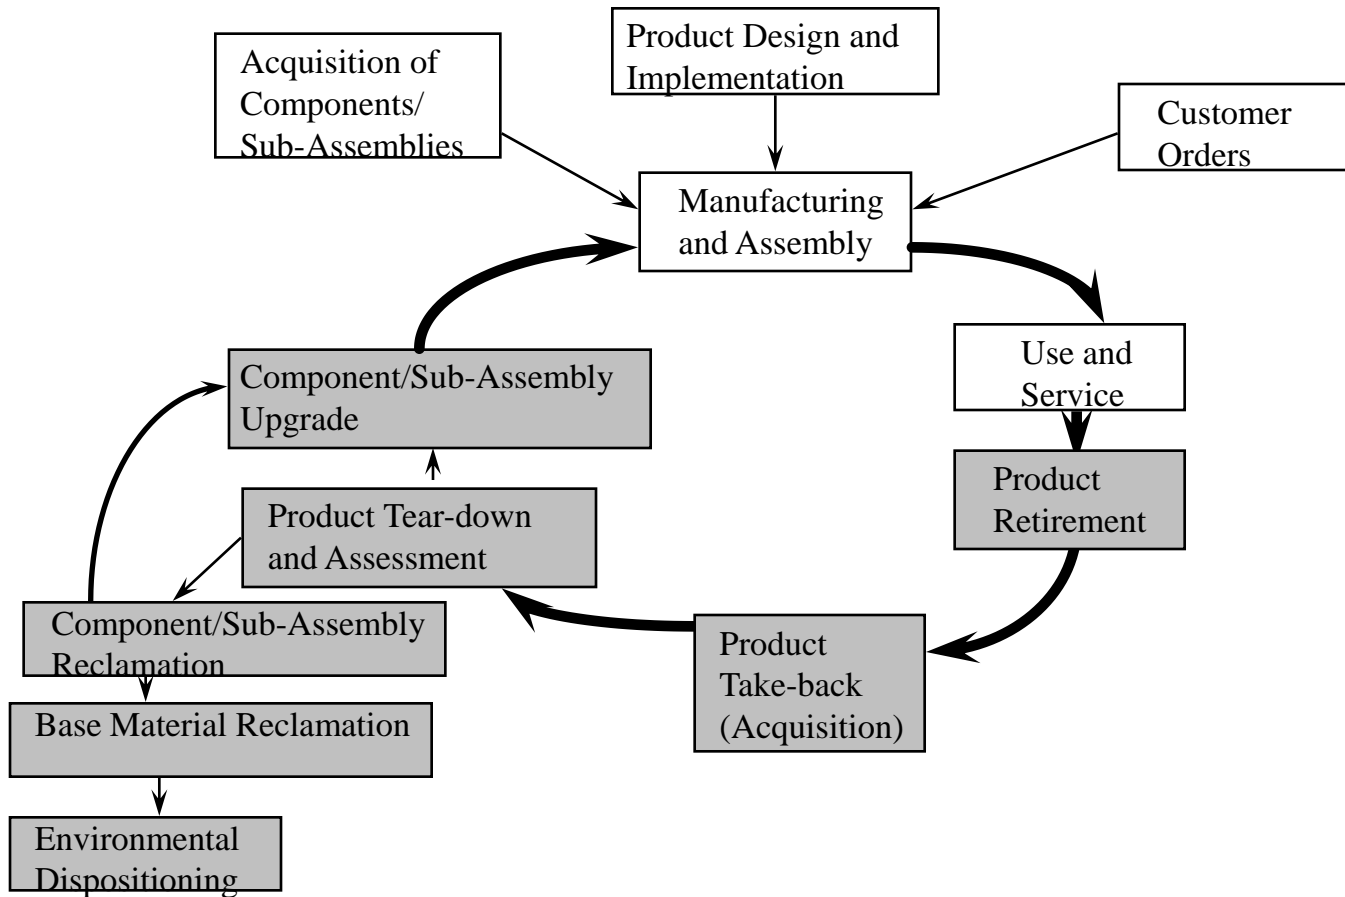 Product Design and
Implementation
Acquisition of
Components/
Sub-Assemblies
Customer
Orders
Manufacturing
and Assembly
Use and
Service
Component/Sub-Assembly
Upgrade
Product
Retirement
Product Tear-down
and Assessment
Component/Sub-Assembly
Reclamation
Product
Take-back
(Acquisition)
Base Material Reclamation
Environmental
Dispositioning